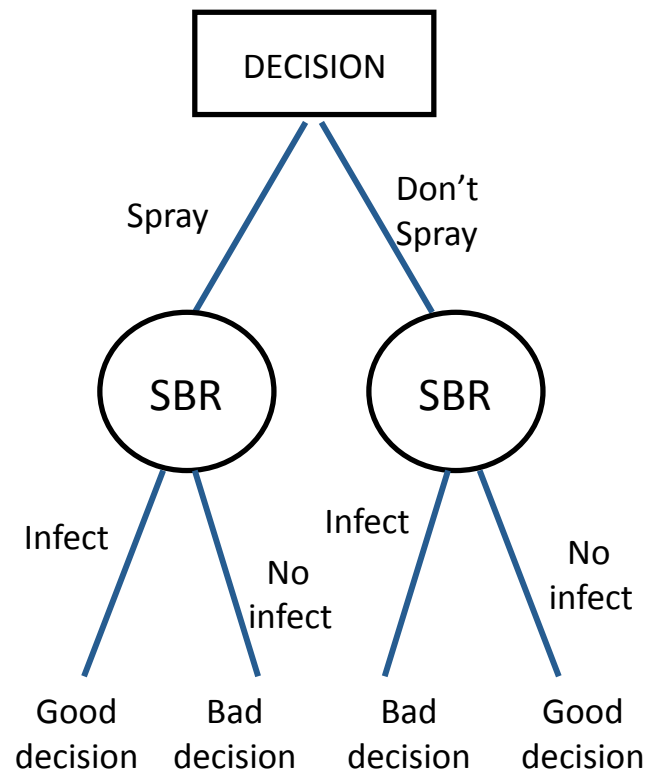 DECISION
Spray
Don’t
Spray
SBR
SBR
Infect
No
infect
Infect
No
infect
Good
decision
Bad
decision
Bad
decision
Good
decision